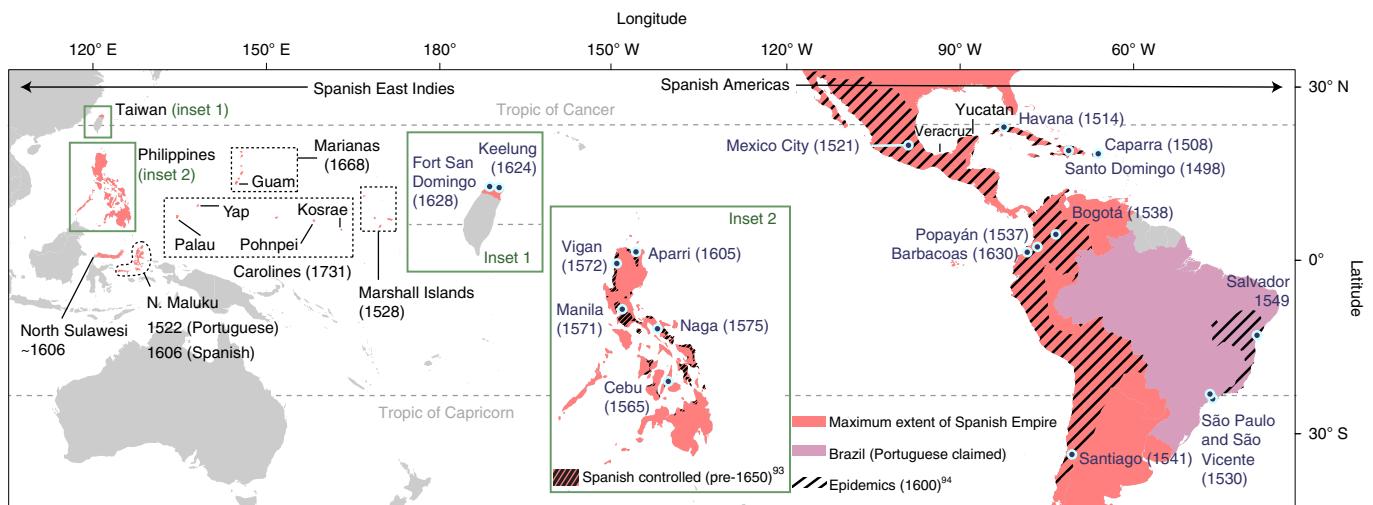 Longitude
120° E
150° E
180°
150° W
120° W
90° W
60° W
Spanish East Indies
Spanish Americas
30° N
Taiwan (inset 1)
Tropic of Cancer
Philippines
(inset 2)
Marianas
(1668)
Guam
Yap
Kosrae
Palau
Pohnpei
Carolines (1731)
Marshall Islands
(1528)
N. Maluku
1522 (Portuguese)
1606 (Spanish)
North Sulawesi
~1606
Fort San
Domingo
(1628)
Keelung
(1624)
Inset 1
Inset 2
Vigan
(1572)
Aparri (1605)
Manila
(1571)
Naga (1575)
Cebu
(1565)
Spanish controlled (pre-1650)93
Tropic of Capricorn
Mexico City (1521)
Veracruz
Yucatan
Havana (1514)
Caparra (1508)
Santo Domingo (1498)
Bogotá (1538)
Popayán (1537)
Barbacoas (1630)
Salvador
1549
São Paulo
and São
Vicente
(1530)
Santiago (1541)
0°
Latitude
30° S
Maximum extent of Spanish Empire
Brazil (Portuguese claimed)
Epidemics (1600)94